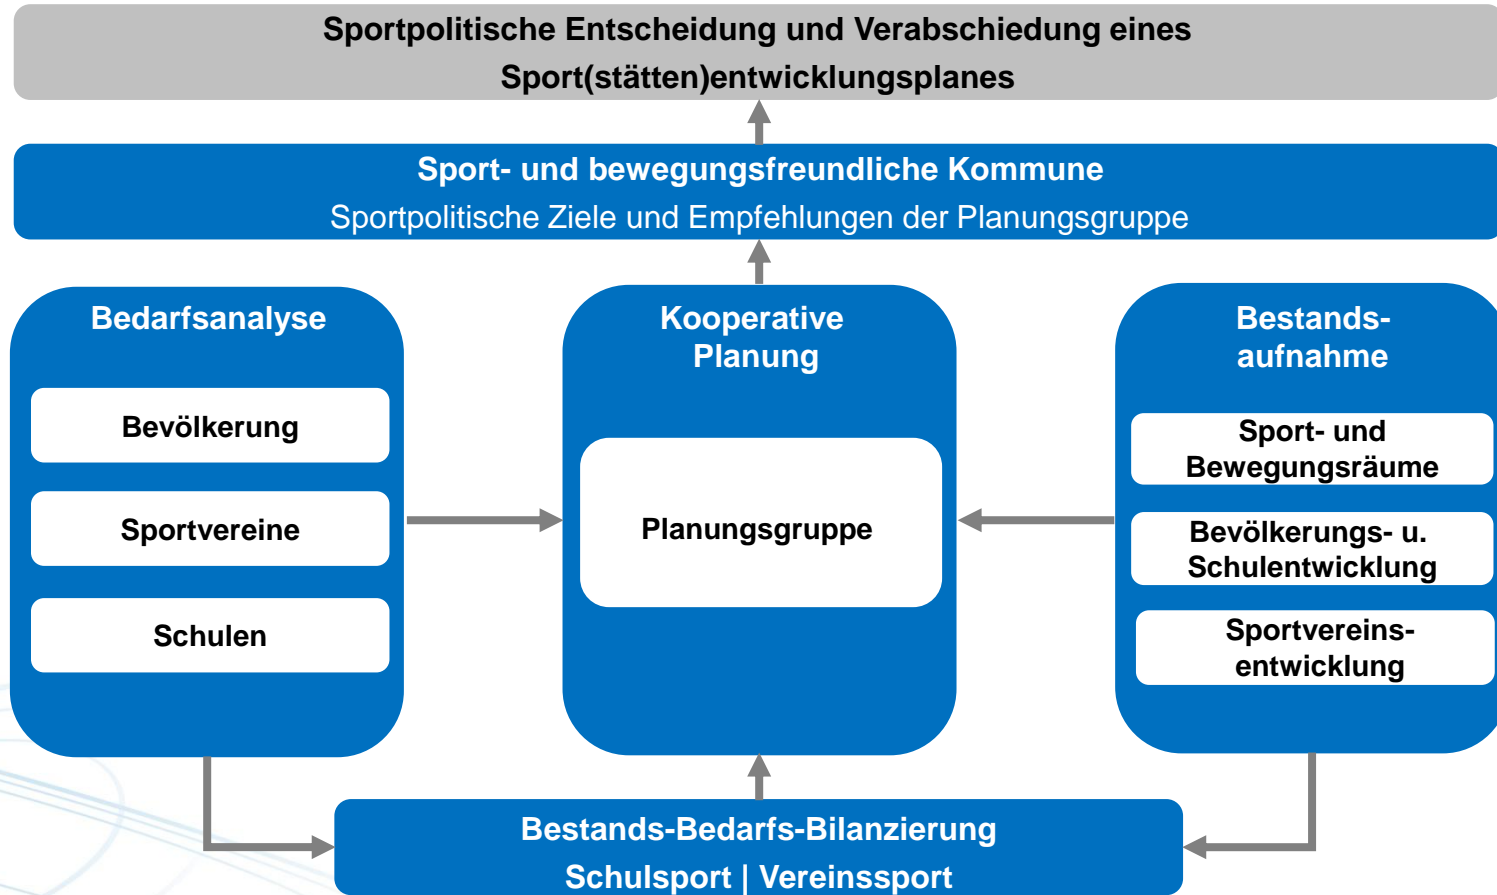 Sportpolitische Entscheidung und Verabschiedung eines
Sport(stätten)entwicklungsplanes
Sport- und bewegungsfreundliche Kommune
Sportpolitische Ziele und Empfehlungen der Planungsgruppe
Bedarfsanalyse
Bevölkerung
Sportvereine
Schulen
Kooperative
Planung
Planungsgruppe
Bestands-
aufnahme
Sport- und
Bewegungsräume
Bevölkerungs- u.
Schulentwicklung
Sportvereins-
entwicklung
Bestands-Bedarfs-Bilanzierung
Schulsport | Vereinssport